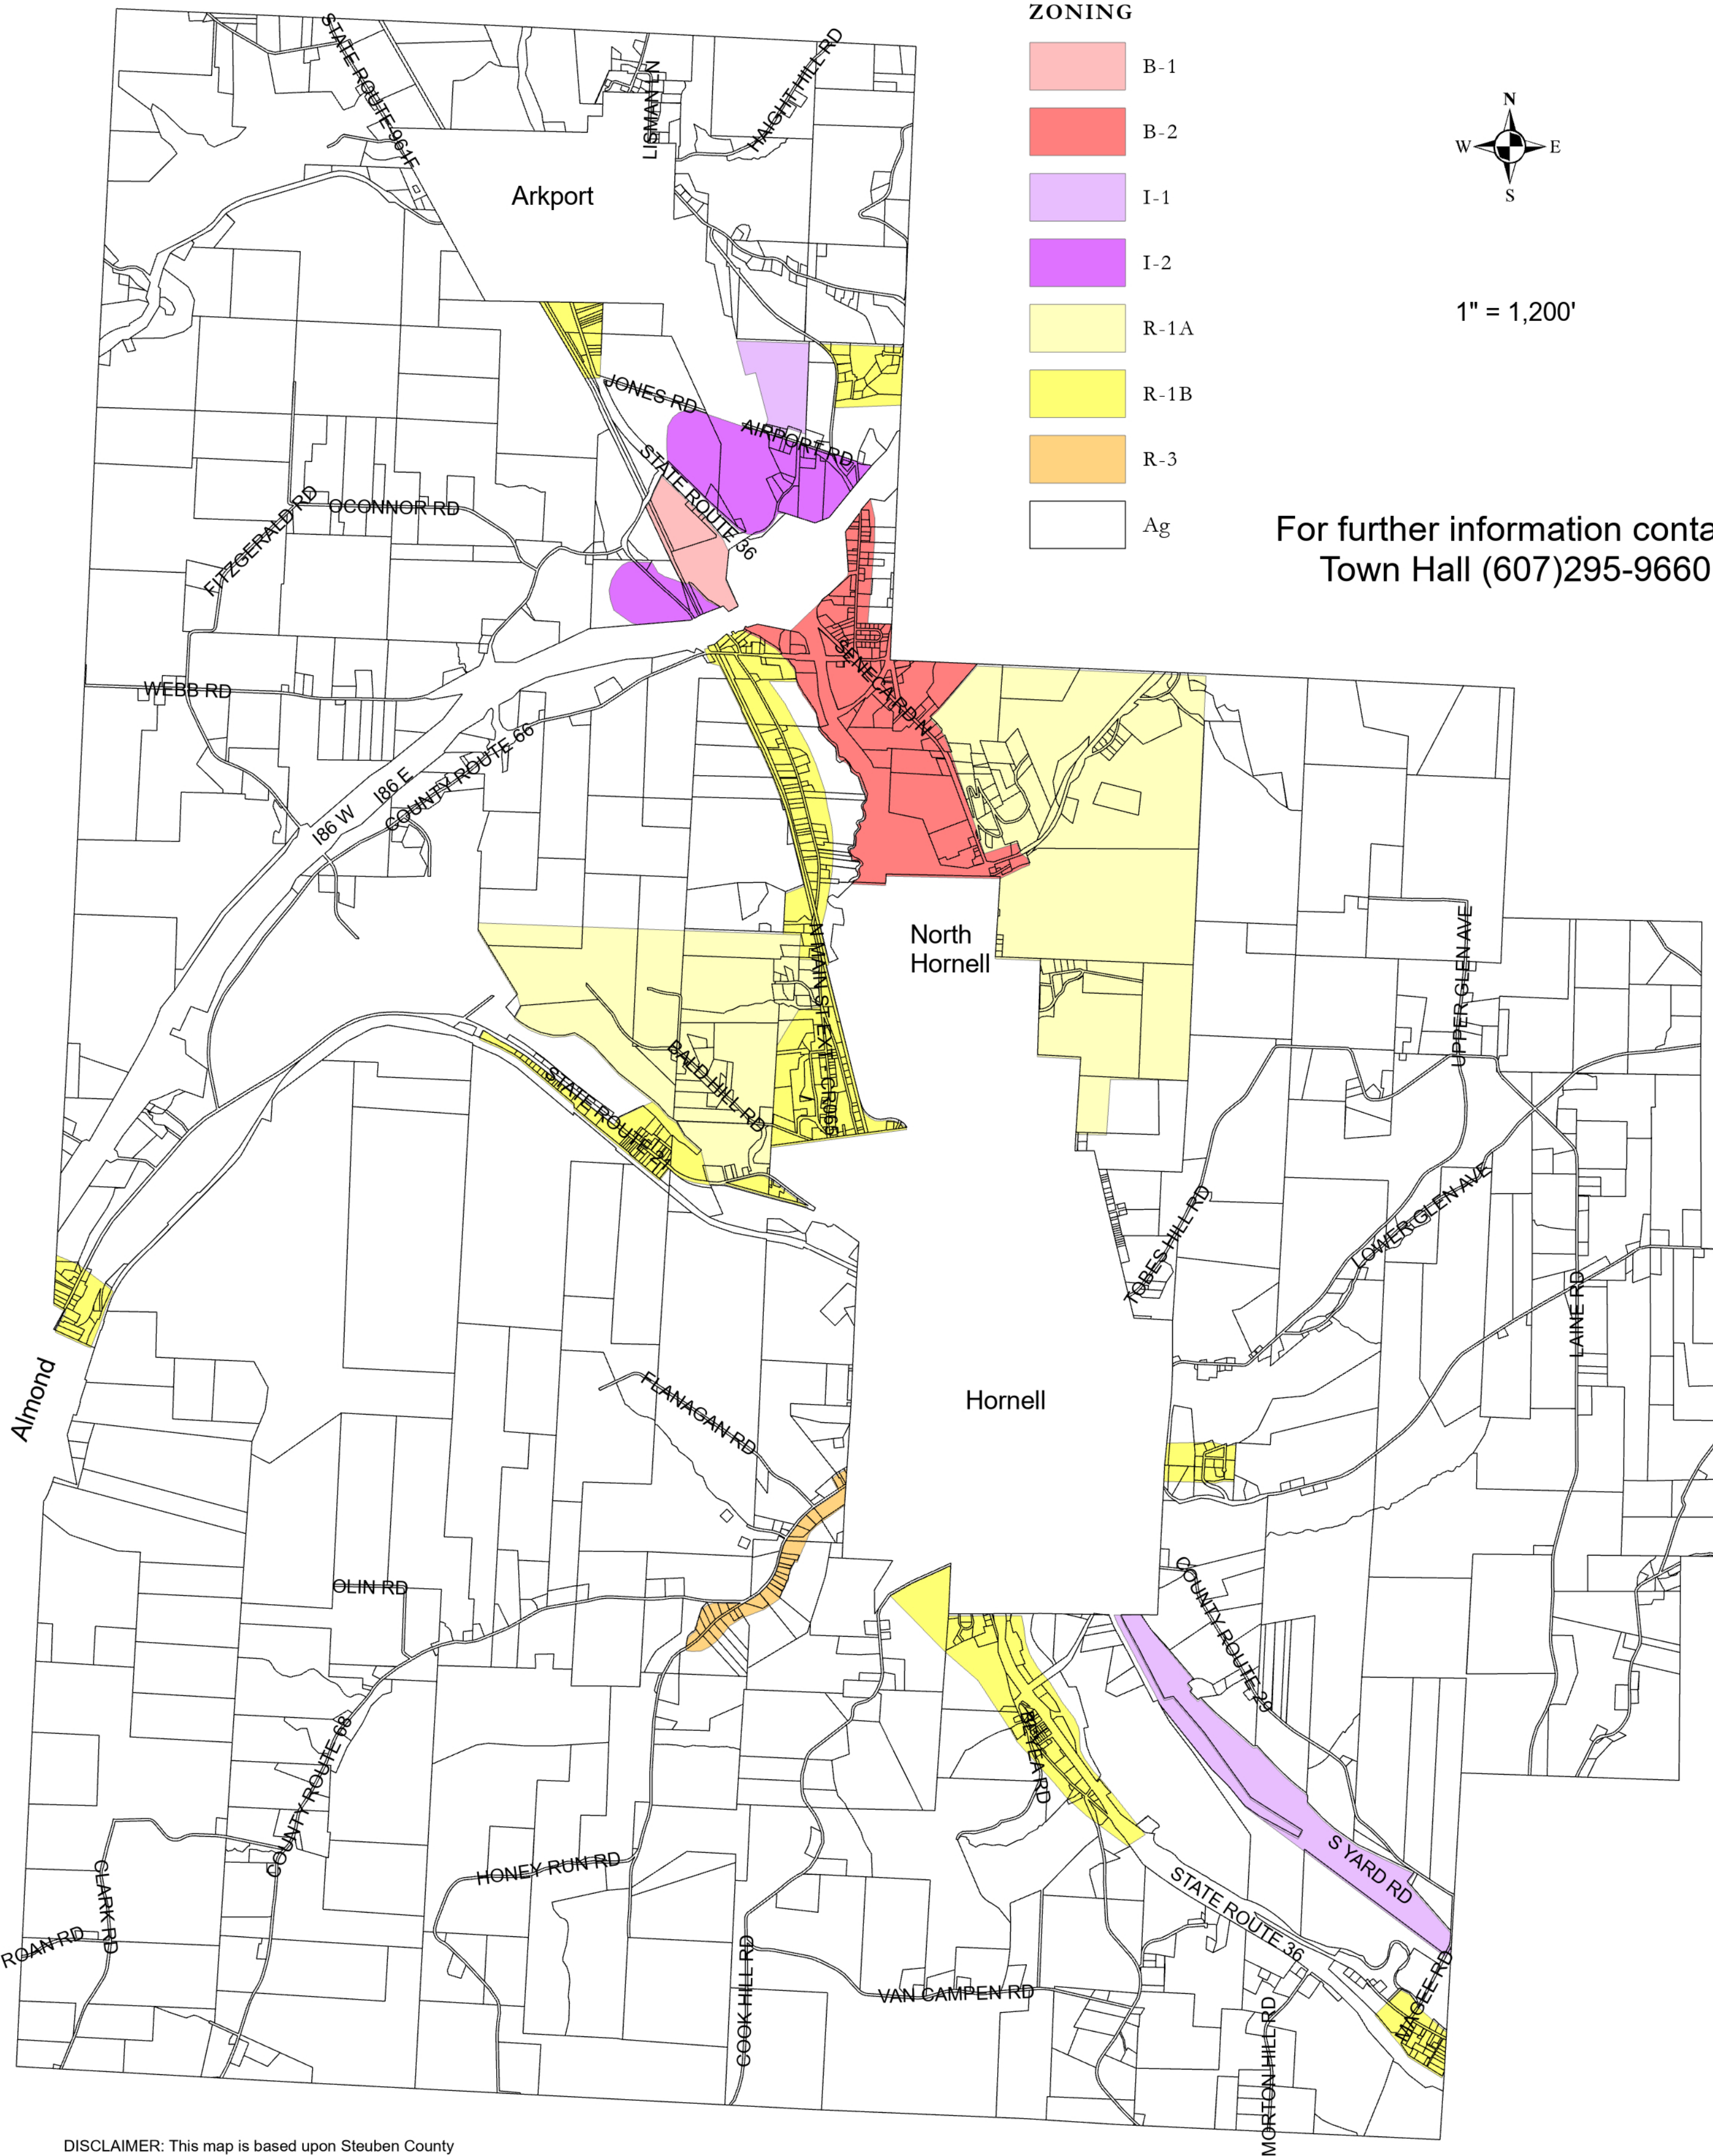 ZONING
B-1
B-2
I-1
I-2
R-1A
R-1B
R-3
Ag
N
W
E
S
1" = 1,200'
For further information conta
Town Hall (607)295-9660
STATE ROUTE 961F
LISMAN LN
HAIGHT HILL RD
Arkport
JONES RD
AIRPORT RD
STATE ROUTE 36
OCONNOR RD
FITZGERALD RD
SENECA RD N
WEBB RD
I86 E
I86 W
COUNTY ROUTE 66
North
Hornell
N MAIN ST EXT CR065
UPPER GLEN AVE
BALD HILL RD
STATE ROUTE 21
TOBES HILL RD
LOWER GLEN AVE
LAINE RD
Almond
FLANAGAN RD
Hornell
OLIN RD
COUNTY ROUTE 29
BELYEA RD
COUNTY ROUTE 68
HONEY RUN RD
S YARD RD
STATE ROUTE 36
CLARK RD
ROAN RD
COOK HILL RD
VAN CAMPEN RD
MAGEE RD
MORTON HILL RD
DISCLAIMER: This map is based upon Steuben County